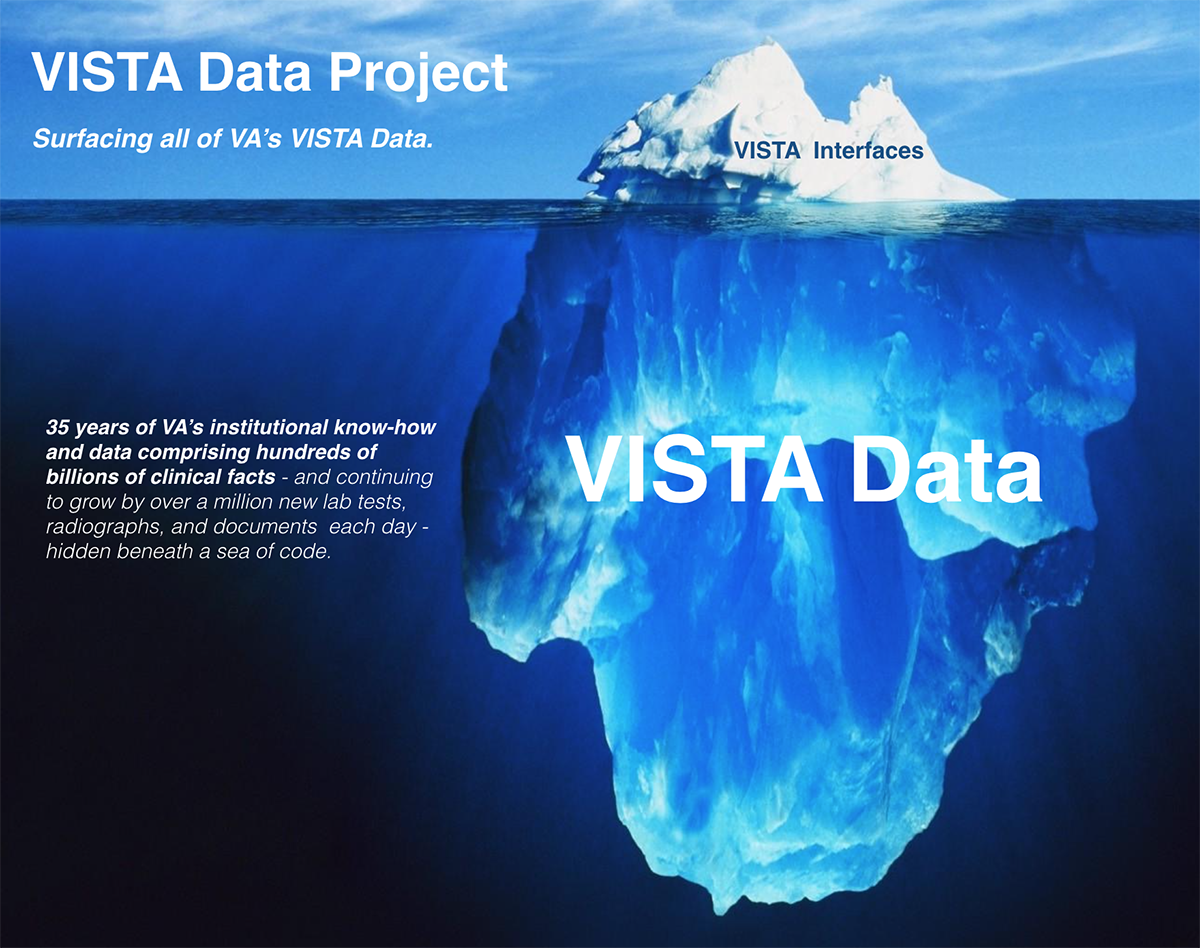 VISTA Data Project
Surfacing all of VA's VISTA Data.
VISTA Interfaces
35 years of VA's institutional know-how
and data comprising hundreds of
billions of clinical facts - and continuing
to grow by over a million new lab tests,
radiographs, and documents each day -
hidden beneath a sea of code.
VISTA Data